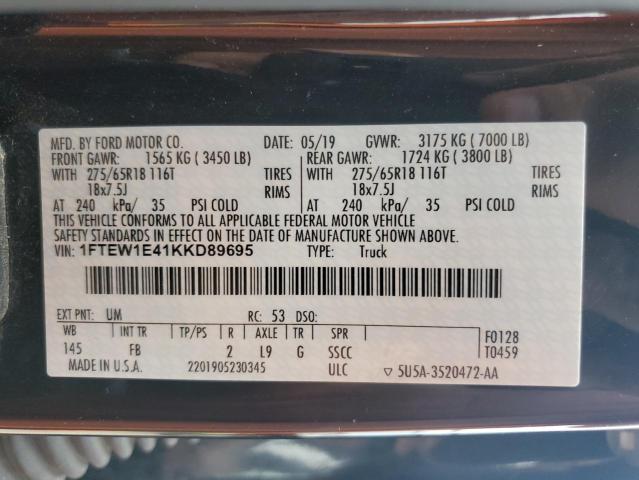 MFD. BY FORD MOTOR CO. DATE: 05/19 GVWR: 3175 KG ( 7000 LB)
FRONT GAWR: 1565 KG ( 3450 LB) REAR GAWR: 1724 KG ( 3800 LB)
WITH 275/65R18 116T TIRES WITH 275/65R18 116T TIRES
18x7.5J RIMS 18x7.5J RIMS
AT 240 kPa/ 35 PSI COLD AT 240 kPa/ 35 PSI COLD
THIS VEHICLE CONFORMS TO ALL APPLICABLE FEDERAL MOTOR VEHICLE
SAFETY STANDARDS IN EFFECT ON THE DATE OF MANUFACTURE SHOWN ABOVE.
VIN: 1FTEW1E41KKD89695 TYPE: Truck
EXT PNT: UM RC: 53 DSO:
WB INT TR TP/PS R AXLE TR SPR F0128
145 FB 2 L9 G SSCC T0459
MADE IN U.S.A. 2201905230345 ULC ▽ 5U5A-3520472-AA